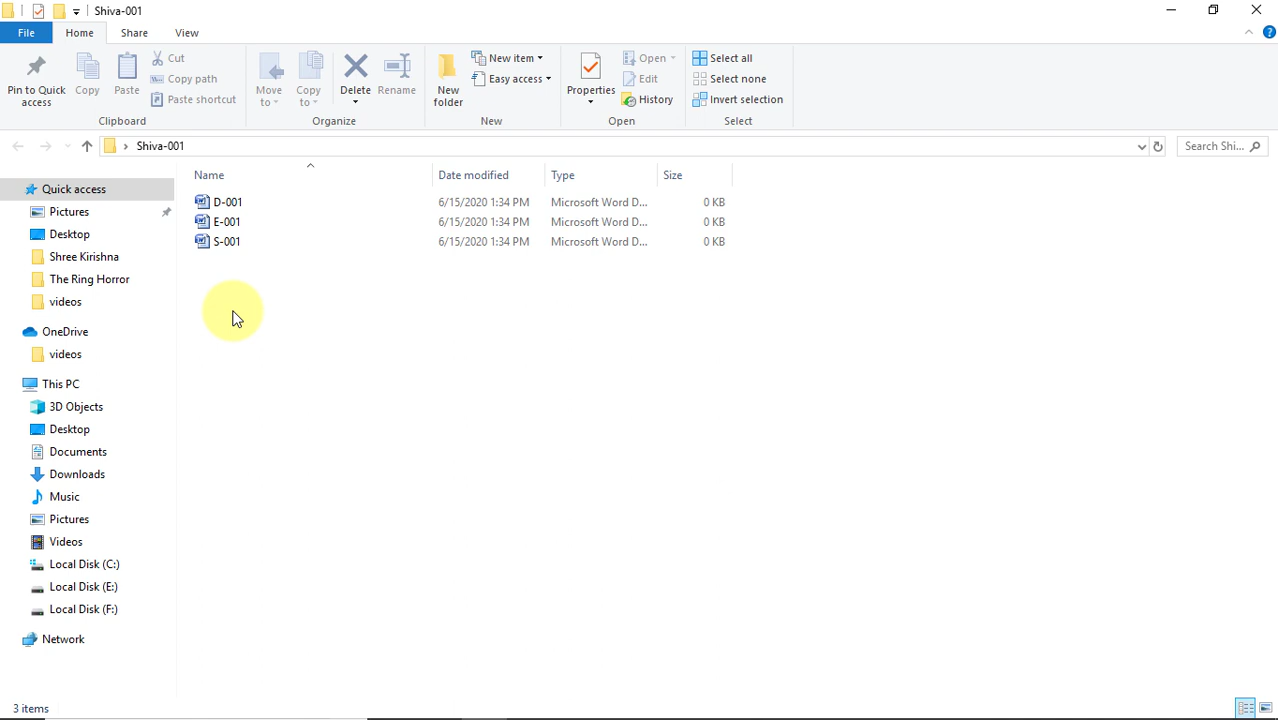 Shiva-001
File Home Share View
Pin to Quick access
Copy
Paste
Cut
Copy path
Paste shortcut
Clipboard
Move to
Copy to
Delete
Rename
Organize
New folder
New item
Easy access
New
Properties
Open
Edit
History
Open
Select all
Select none
Invert selection
Select
Shiva-001
Search Shi...
Quick access
Pictures
Desktop
Shree Kirishna
The Ring Horror
videos
OneDrive
videos
This PC
3D Objects
Desktop
Documents
Downloads
Music
Pictures
Videos
Local Disk (C:)
Local Disk (E:)
Local Disk (F:)
Network
Name Date modified Type Size
D-001 6/15/2020 1:34 PM Microsoft Word D... 0 KB
E-001 6/15/2020 1:34 PM Microsoft Word D... 0 KB
S-001 6/15/2020 1:34 PM Microsoft Word D... 0 KB
3 items